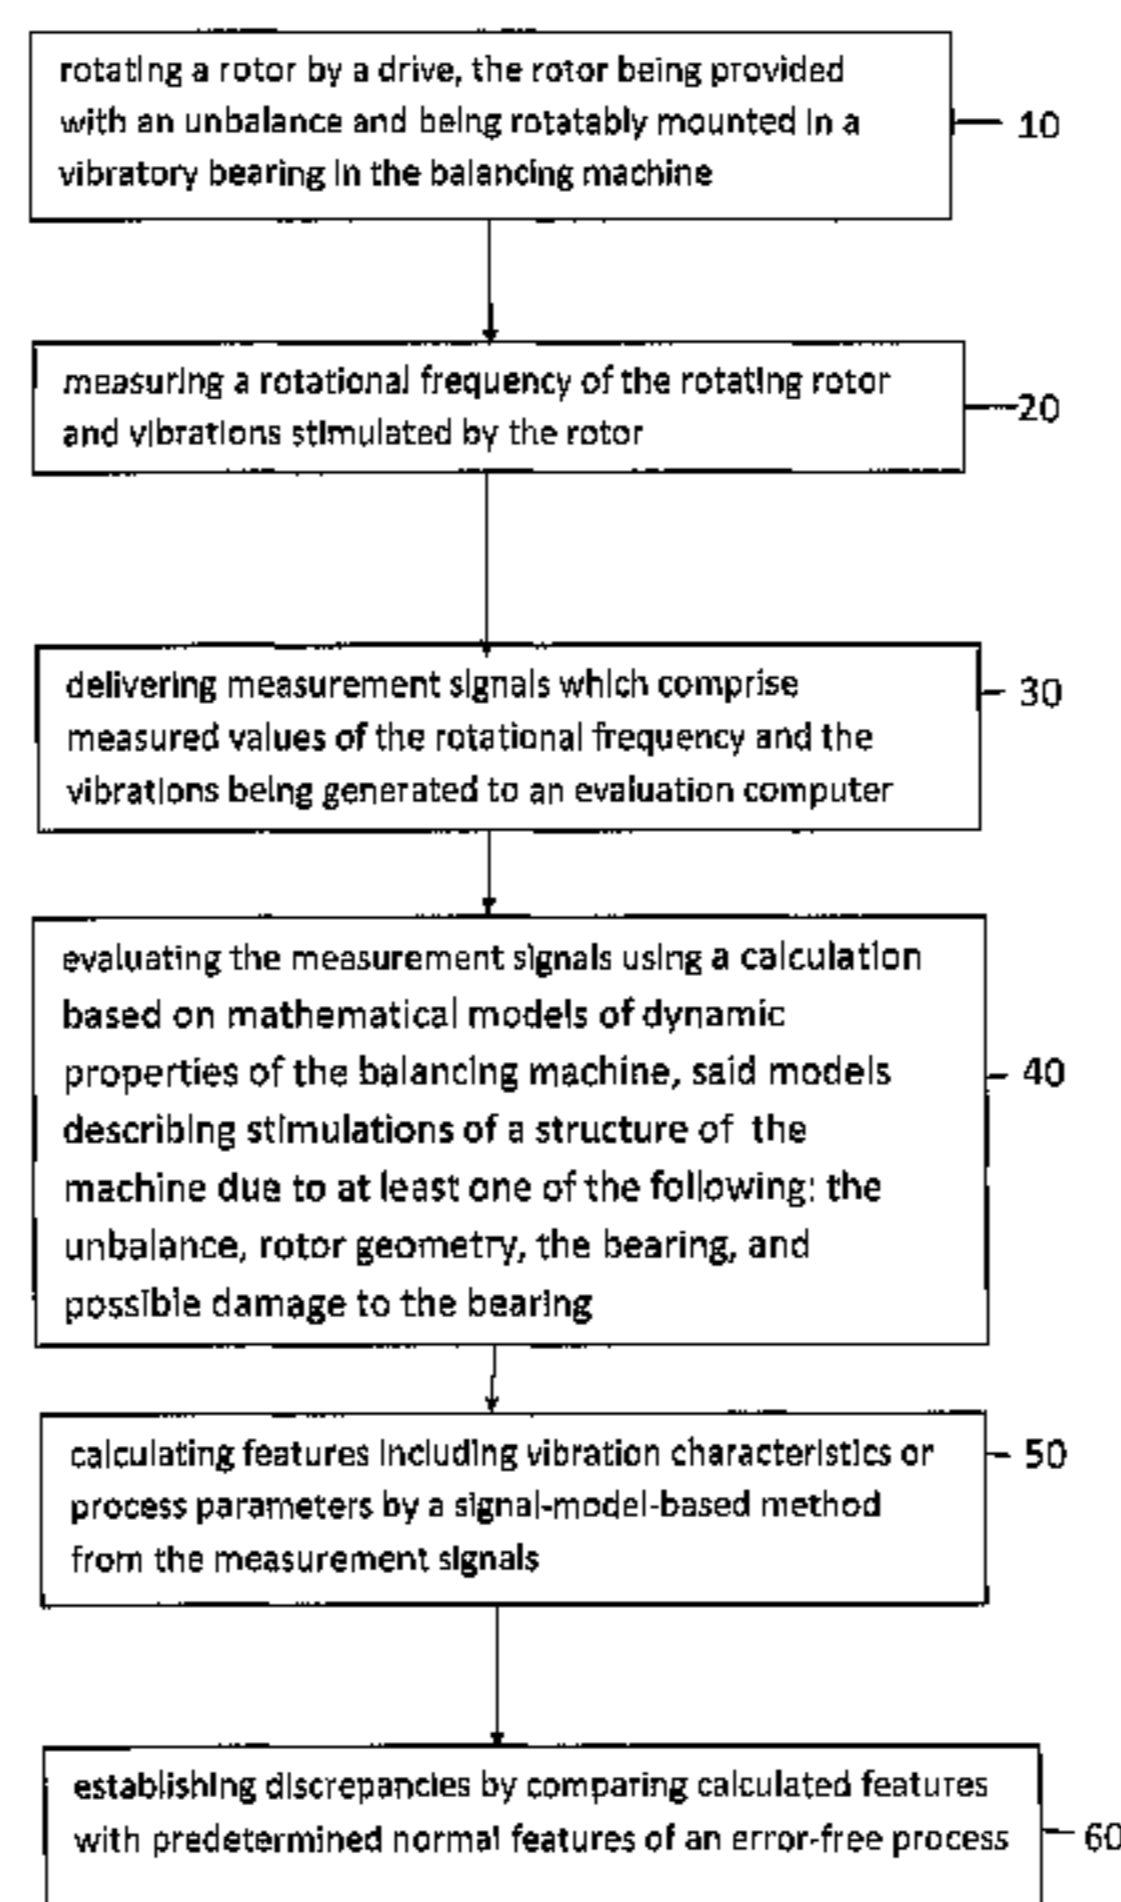 rotating a rotor by a drive, the rotor being provided
with an unbalance and being rotatably mounted in a
vibratory bearing in the balancing machine
10
measuring a rotational frequency of the rotating rotor
and vibrations stimulated by the rotor
20
delivering measurement signals which comprise
measured values of the rotational frequency and the
vibrations being generated to an evaluation computer
30
evaluating the measurement signals using a calculation
based on mathematical models of dynamic
properties of the balancing machine, said models
describing stimulations of a structure of the
machine due to at least one of the following: the
unbalance, rotor geometry, the bearing, and
possible damage to the bearing
40
calculating features including vibration characteristics or
process parameters by a signal-model-based method
from the measurement signals
50
establishing discrepancies by comparing calculated features
with predetermined normal features of an error-free process
60